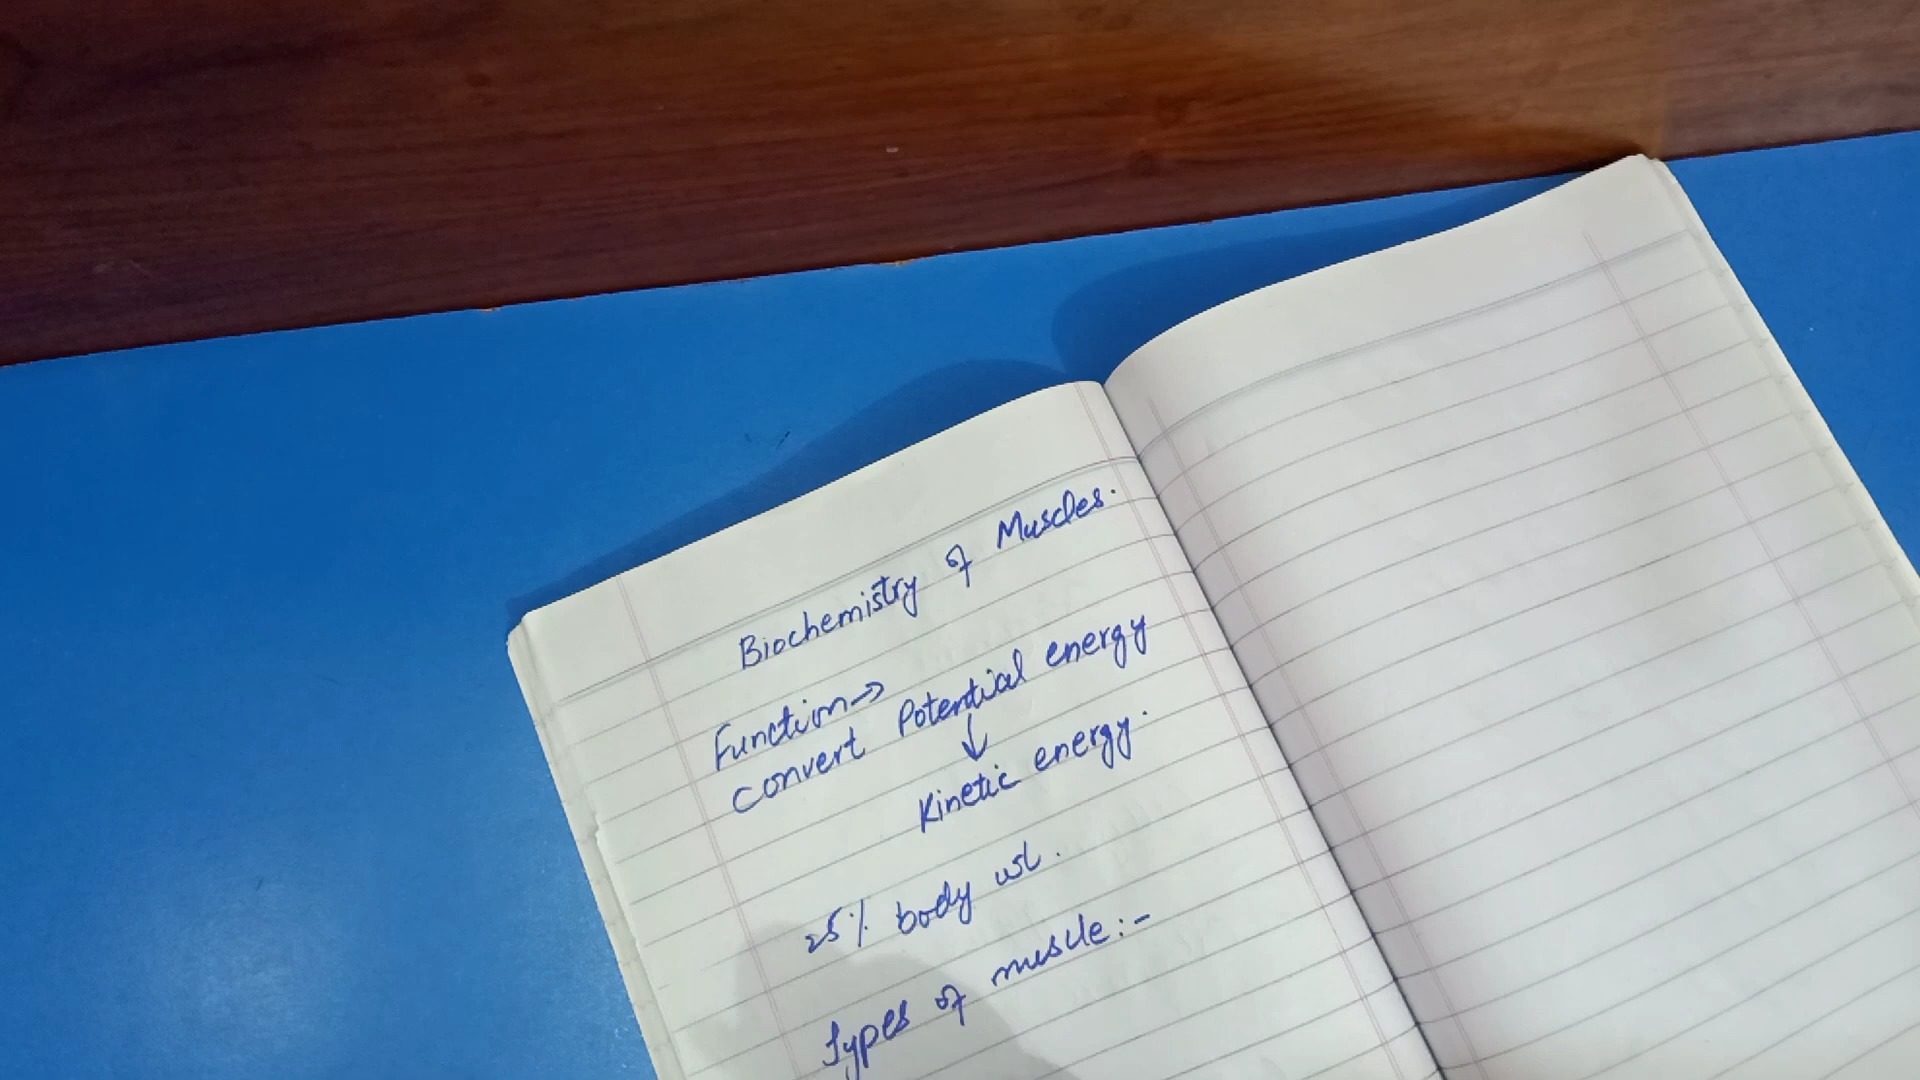 Biochemistry of Muscles.
Function→
convert Potential energy
↓
Kinetic energy.
25% body wt.
Types of muscle:-